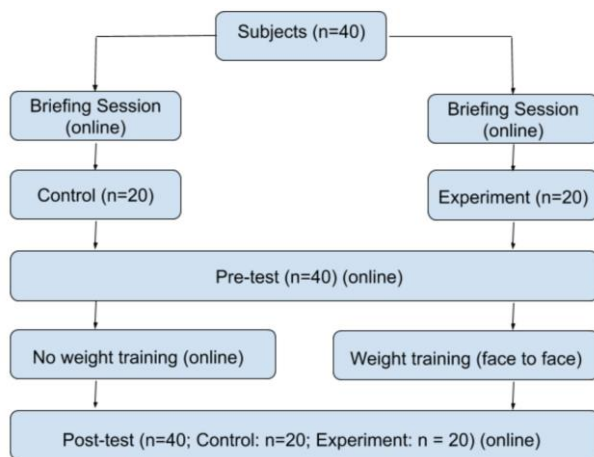 Subjects (n=40)
Briefing Session
(online)
Briefing Session
(online)
Control (n=20)
Experiment (n=20)
Pre-test (n=40) (online)
No weight training (online)
Weight training (face to face)
Post-test (n=40; Control: n=20; Experiment: n = 20) (online)